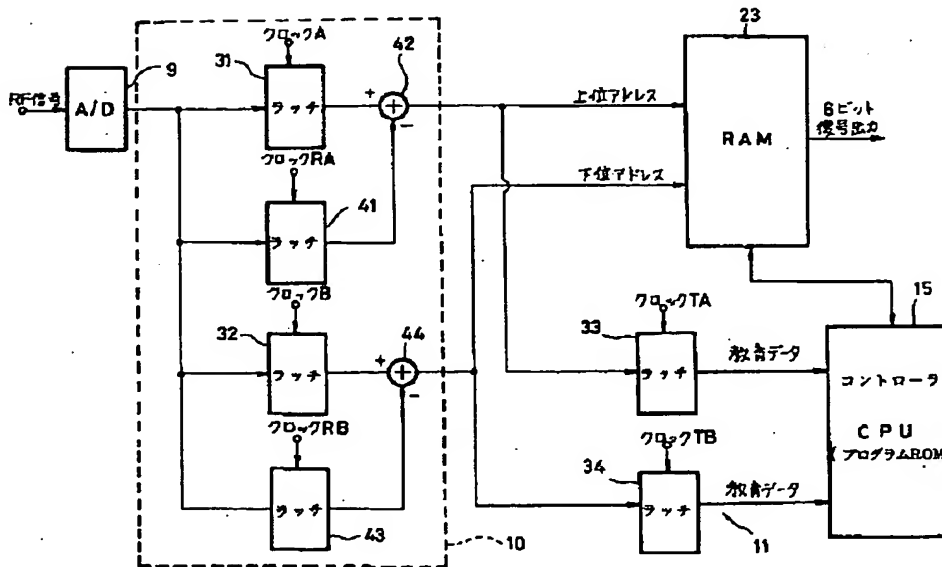 クロックA
31
42
23
9
RF信号
A/D
ラッチ
+
-
上位アドレス
RAM
6ビット
信号出力
クロックRA
41
ラッチ
下位アドレス
クロックB
32
ラッチ
44
+
-
クロックTA
33
ラッチ
教育データ
15
コントローラ
CPU
プログラムROM
クロックRB
ラッチ
43
10
クロックTB
34
ラッチ
教育データ
11